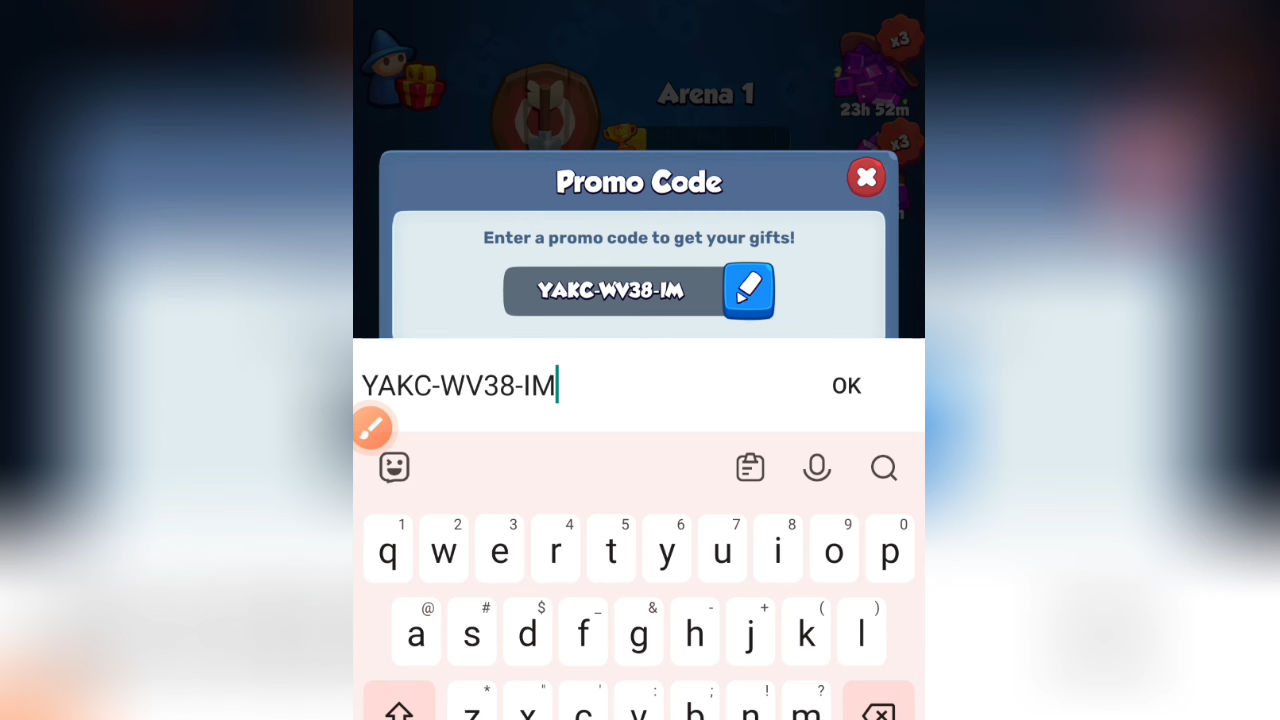 x3
Arena 1
23h 52m
x3
Promo Code
Enter a promo code to get your gifts!
YAKC-WV38-IM
YAKC-WV38-IM
OK
1 2 3 4 5 6 7 8 9 0
q w e r t y u i o p
@ # $ _ & - + ( )
a s d f g h j k l
* " ' : ; ! ?
z x c v b n m